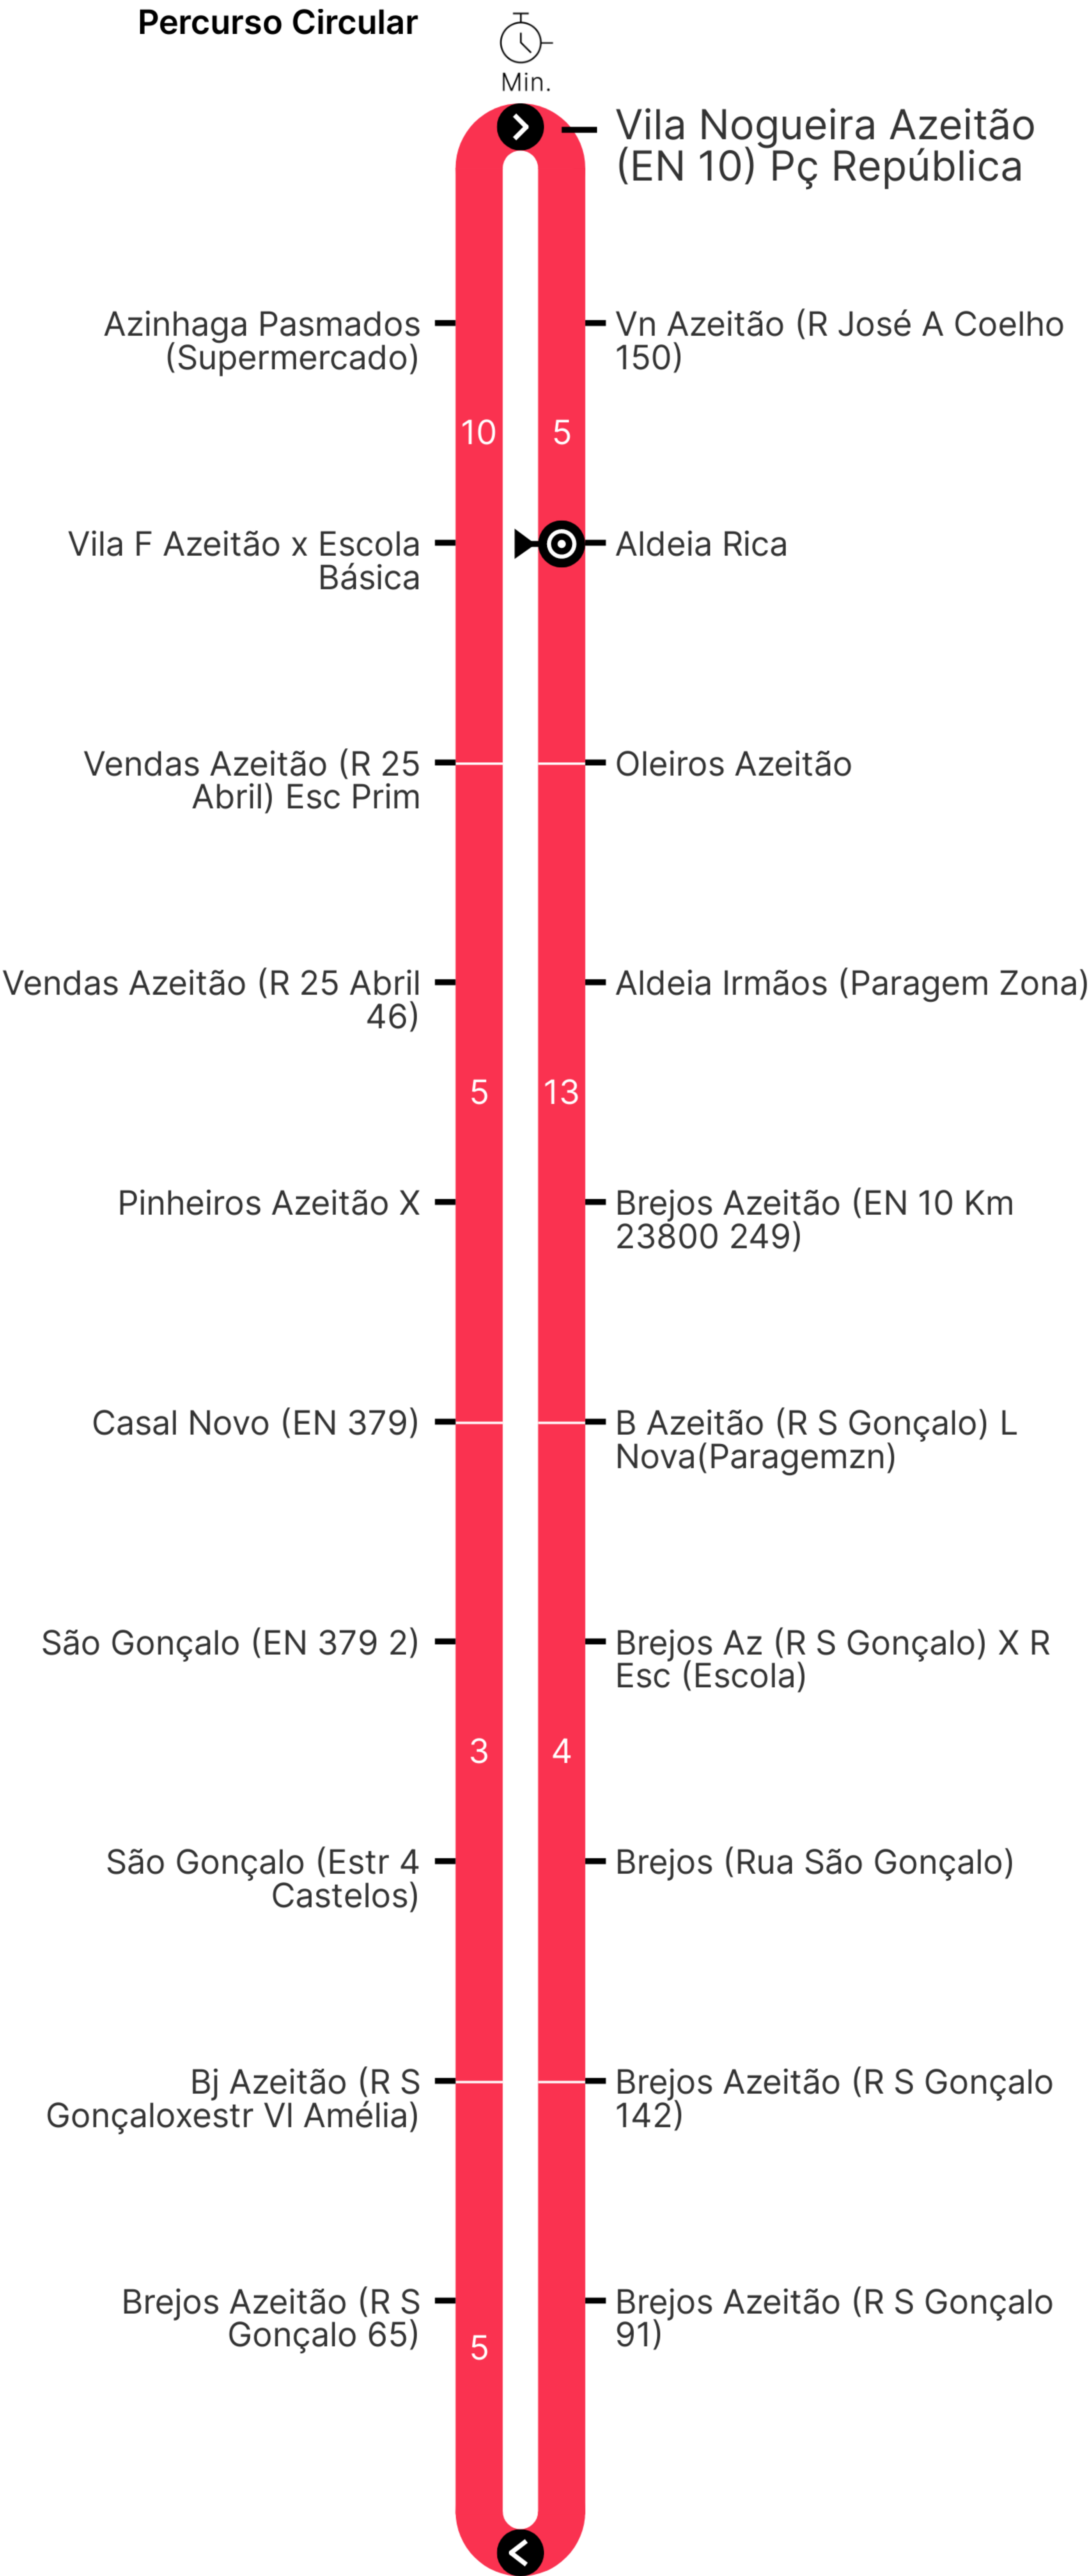 Percurso Circular
Min.
Vila Nogueira Azeitão
(EN 10) Pç República
Azinhaga Pasmados
(Supermercado)
Vn Azeitão (R José A Coelho
150)
10
5
Vila F Azeitão x Escola
Básica
Aldeia Rica
Vendas Azeitão (R 25
Abril) Esc Prim
Oleiros Azeitão
Vendas Azeitão (R 25 Abril
46)
Aldeia Irmãos (Paragem Zona)
5
13
Pinheiros Azeitão X
Brejos Azeitão (EN 10 Km
23800 249)
Casal Novo (EN 379)
B Azeitão (R S Gonçalo) L
Nova(Paragemzn)
São Gonçalo (EN 379 2)
Brejos Az (R S Gonçalo) X R
Esc (Escola)
3
4
São Gonçalo (Estr 4
Castelos)
Brejos (Rua São Gonçalo)
Bj Azeitão (R S
Gonçaloxestr Vl Amélia)
Brejos Azeitão (R S Gonçalo
142)
Brejos Azeitão (R S
Gonçalo 65)
Brejos Azeitão (R S Gonçalo
91)
5